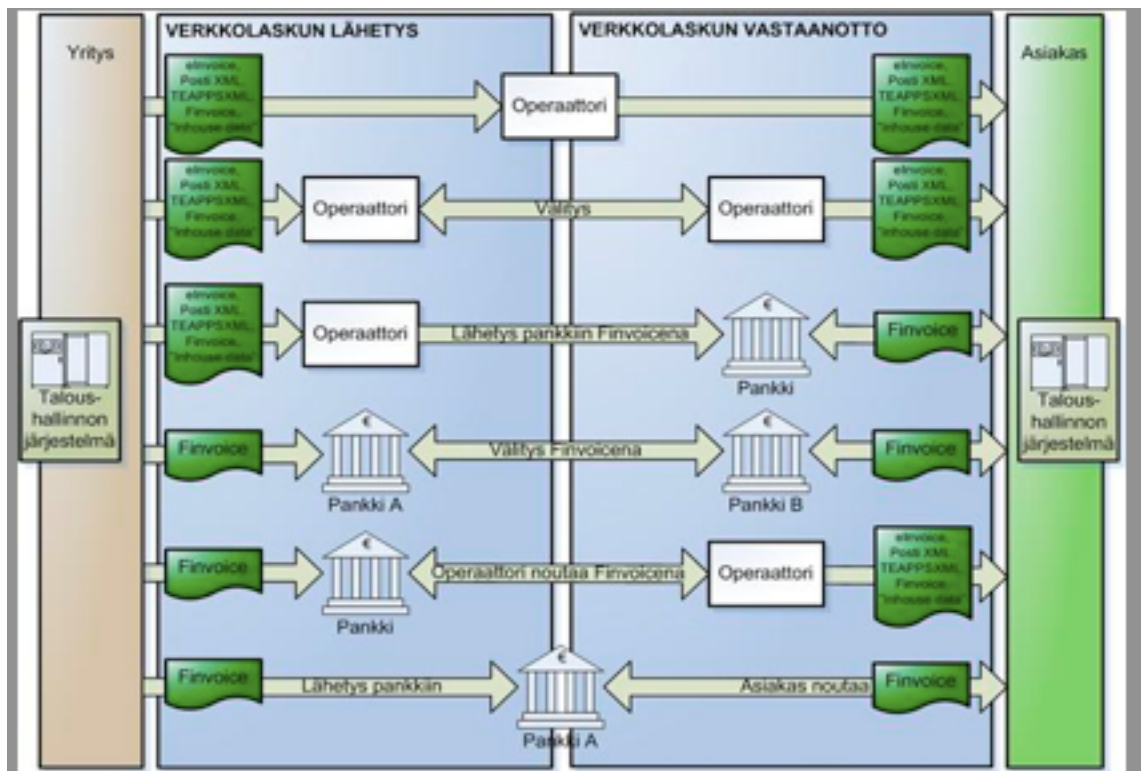 Yritys
VERKKOLASKUN LÄHETYS
VERKKOLASKUN VASTAANOTTO
Asiakas
eInvoice,
Posti XML,
TEAPPSXML,
Finvoice,
"Inhouse data"
Operaattori
eInvoice,
Posti XML,
TEAPPSXML,
Finvoice,
"Inhouse data"
eInvoice,
Posti XML,
TEAPPSXML,
Finvoice,
"Inhouse data"
Operaattori
Välitys
Operaattori
eInvoice,
Posti XML,
TEAPPSXML,
Finvoice,
"Inhouse data"
eInvoice,
Posti XML,
TEAPPSXML,
Finvoice,
"Inhouse data"
Operaattori
Lähetys pankkiin Finvoicena
€
Pankki
Finvoice
Talous-
hallinnon
järjestelmä
Talous-
hallinnon
järjestelmä
Finvoice
€
Pankki A
Välitys Finvoicena
€
Pankki B
Finvoice
Finvoice
€
Pankki
Operaattori noutaa Finvoicena
Operaattori
eInvoice,
Posti XML,
TEAPPSXML,
Finvoice,
"Inhouse data"
Finvoice
Lähetys pankkiin
€
Pankki A
Asiakas noutaa
Finvoice